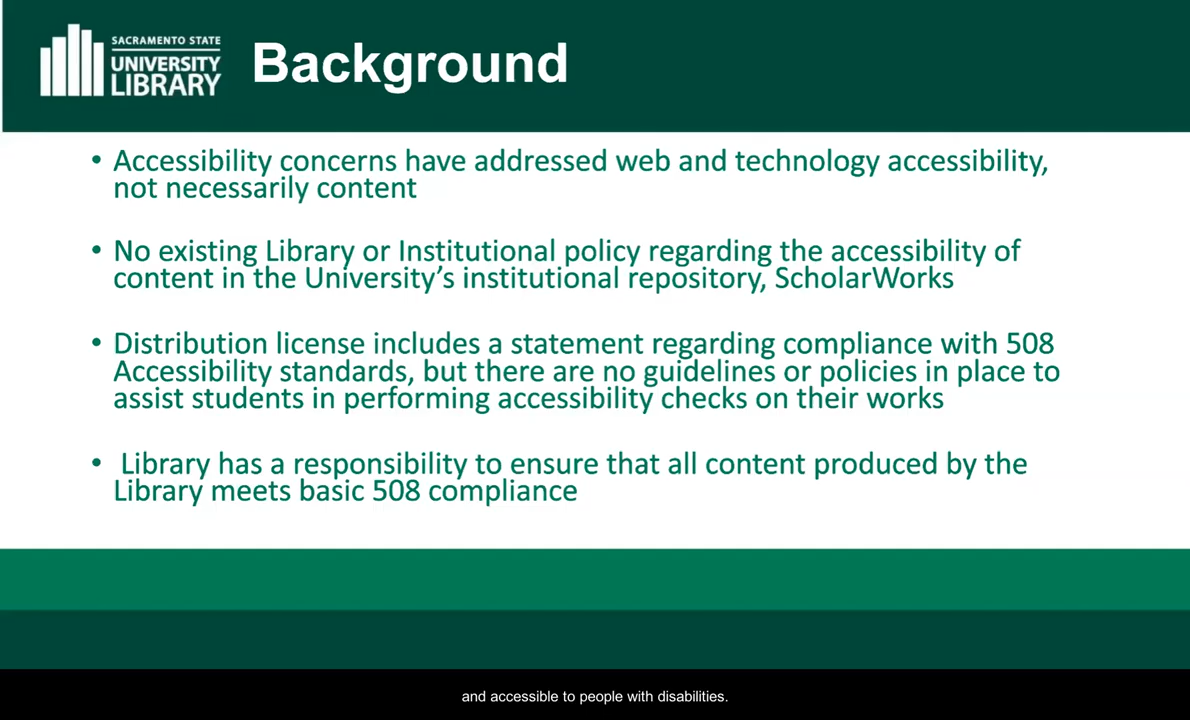 SACRAMENTO STATE
UNIVERSITY
LIBRARY
Background
• Accessibility concerns have addressed web and technology accessibility,
not necessarily content
• No existing Library or Institutional policy regarding the accessibility of
content in the University’s institutional repository, ScholarWorks
• Distribution license includes a statement regarding compliance with 508
Accessibility standards, but there are no guidelines or policies in place to
assist students in performing accessibility checks on their works
• Library has a responsibility to ensure that all content produced by the
Library meets basic 508 compliance
and accessible to people with disabilities.